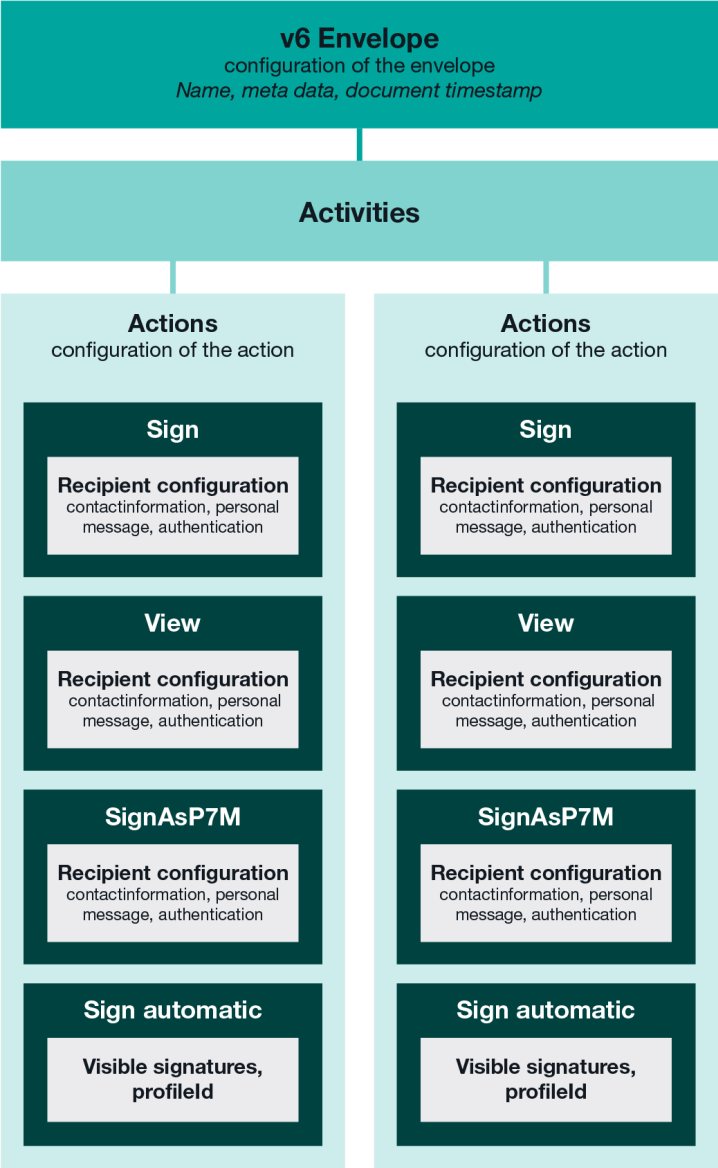 v6 Envelope
configuration of the envelope
Name, meta data, document timestamp
Activities
Actions
configuration of the action
Sign
Recipient configuration
contactinformation, personal
message, authentication
View
Recipient configuration
contactinformation, personal
message, authentication
SignAsP7M
Recipient configuration
contactinformation, personal
message, authentication
Sign automatic
Visible signatures,
profileId
Actions
configuration of the action
Sign
Recipient configuration
contactinformation, personal
message, authentication
View
Recipient configuration
contactinformation, personal
message, authentication
SignAsP7M
Recipient configuration
contactinformation, personal
message, authentication
Sign automatic
Visible signatures,
profileId